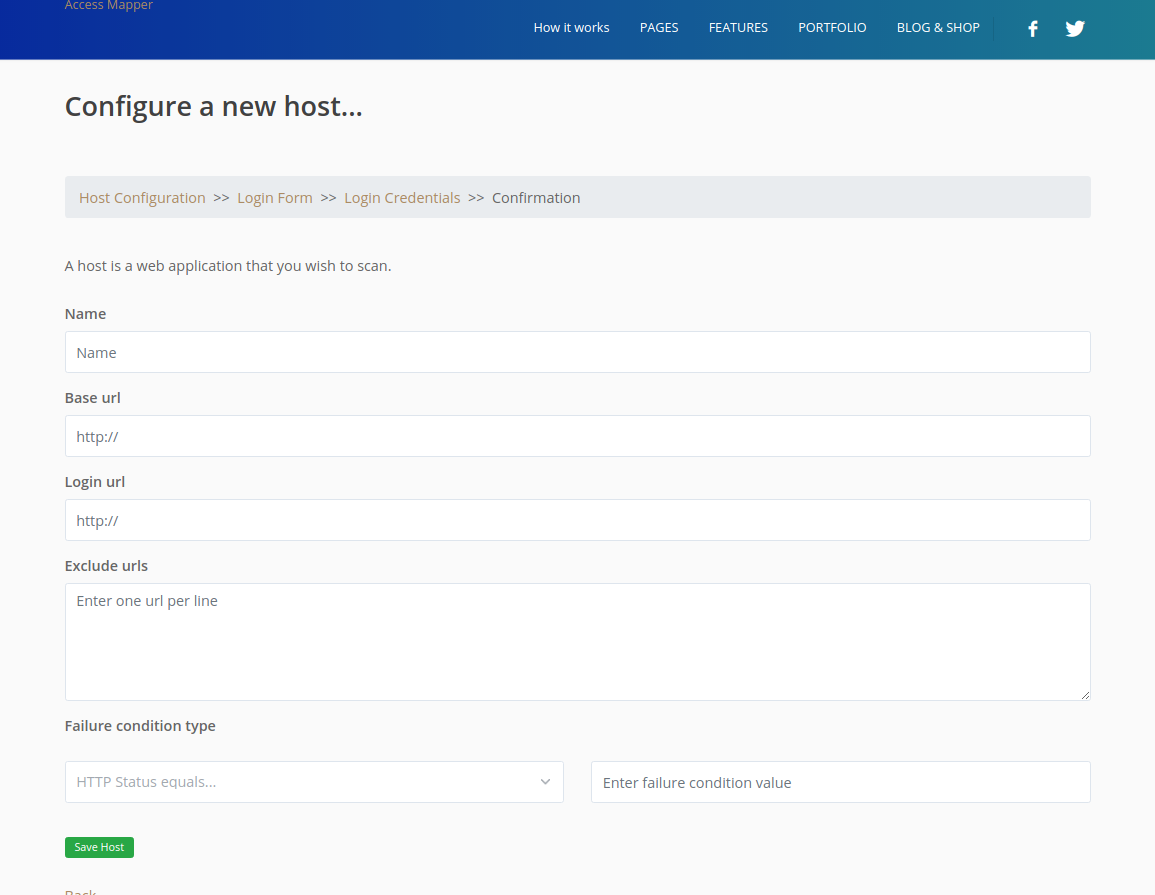 Access Mapper
How it works PAGES FEATURES PORTFOLIO BLOG & SHOP
Configure a new host...
Host Configuration >> Login Form >> Login Credentials >> Confirmation
A host is a web application that you wish to scan.
Name
Name
Base url
http://
Login url
http://
Exclude urls
Enter one url per line
Failure condition type
HTTP Status equals... Enter failure condition value
Save Host
Back